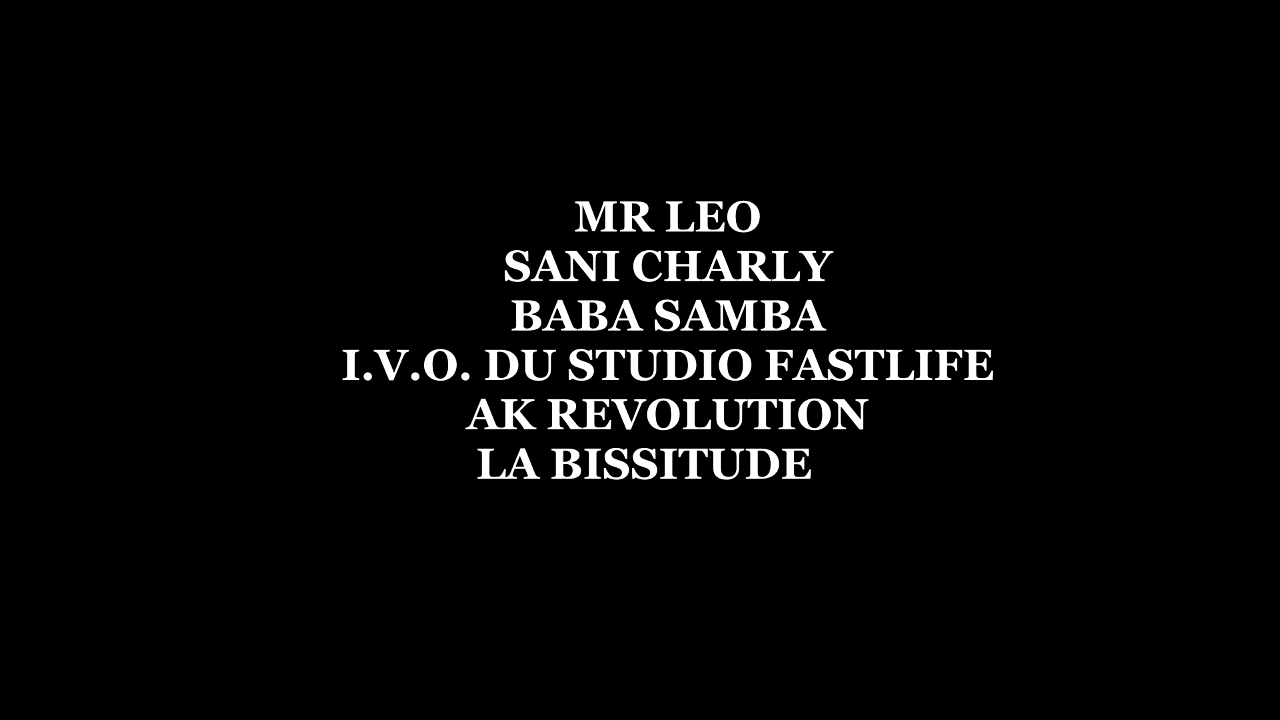 MR LEO
SANI CHARLY
BABA SAMBA
I.V.O. DU STUDIO FASTLIFE
AK REVOLUTION
LA BISSITUDE